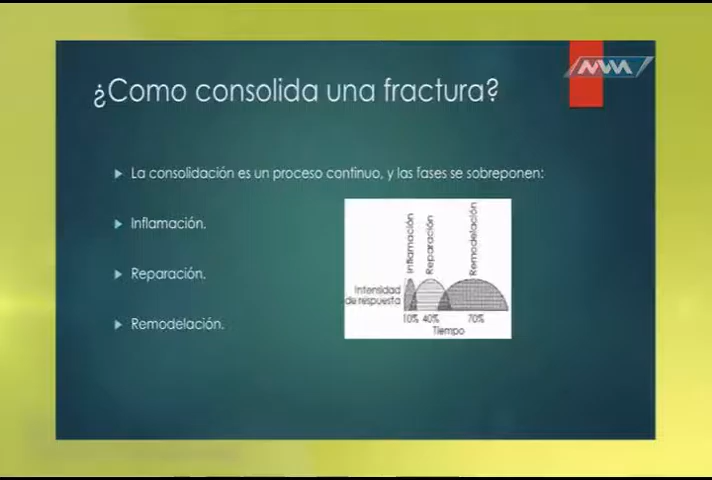 ¿Como consolida una fractura?
La consolidación es un proceso continuo, y las fases se sobreponen:
Inflamación.
Reparación.
Remodelación.
Inflamación
Reparación
Remodelación
Intensidad
de respuesta
10% 40% 70%
Tiempo